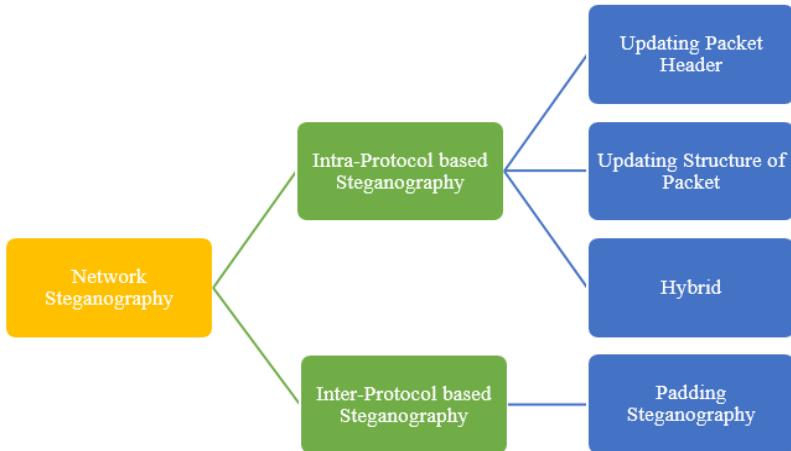 Updating Packet
Header
Intra-Protocol based
Steganography
Updating Structure of
Packet
Network
Steganography
Hybrid
Inter-Protocol based
Steganography
Padding
Steganography